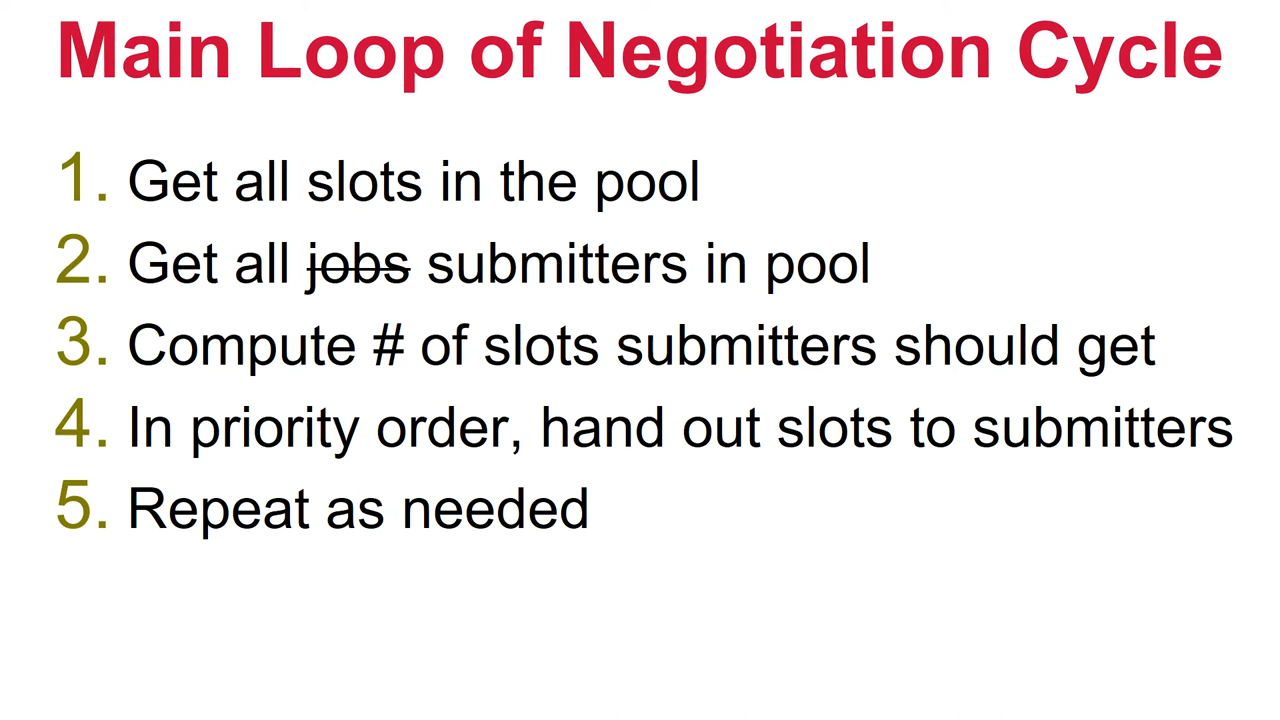 Main Loop of Negotiation Cycle
1. Get all slots in the pool
2. Get all jobs submitters in pool
3. Compute # of slots submitters should get
4. In priority order, hand out slots to submitters
5. Repeat as needed